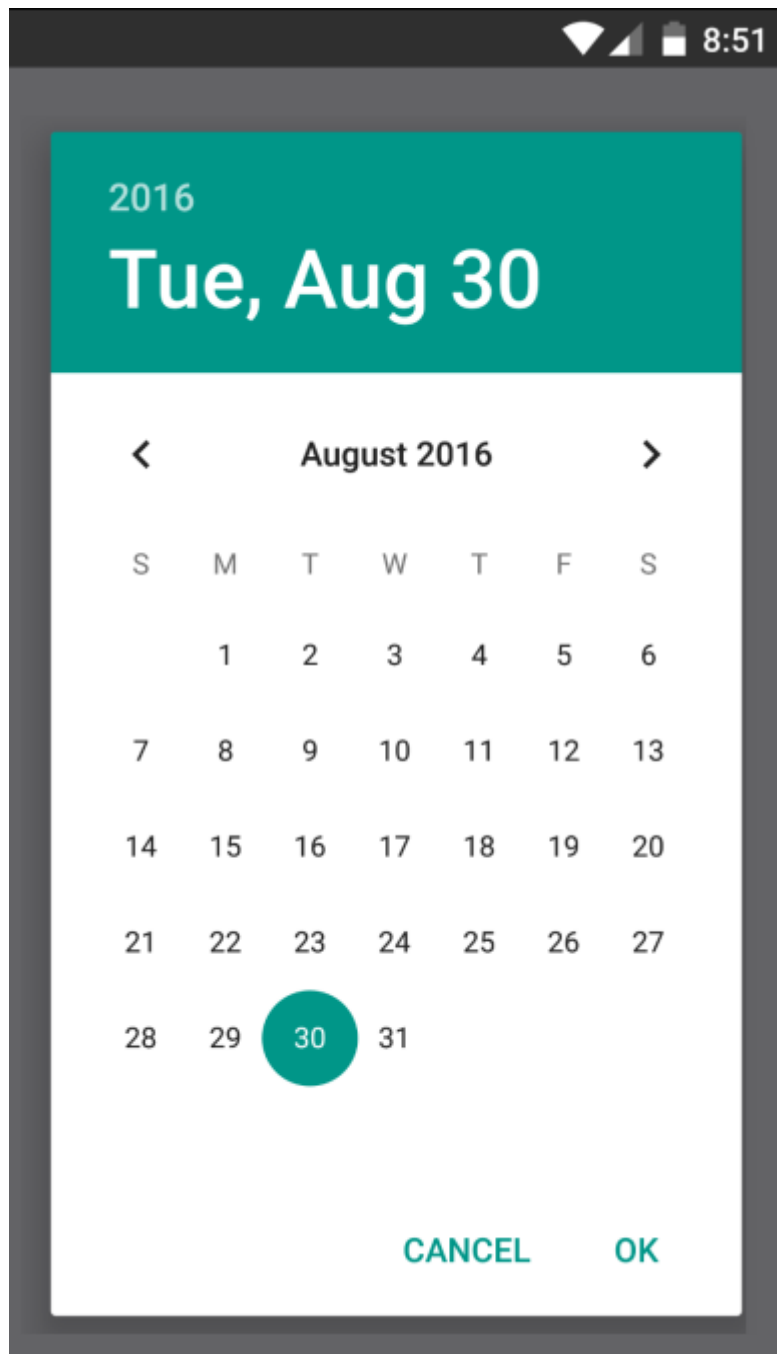 8:51
2016
Tue, Aug 30
August 2016
S M T W T F S
1 2 3 4 5 6
7 8 9 10 11 12 13
14 15 16 17 18 19 20
21 22 23 24 25 26 27
28 29 30 31
CANCEL OK